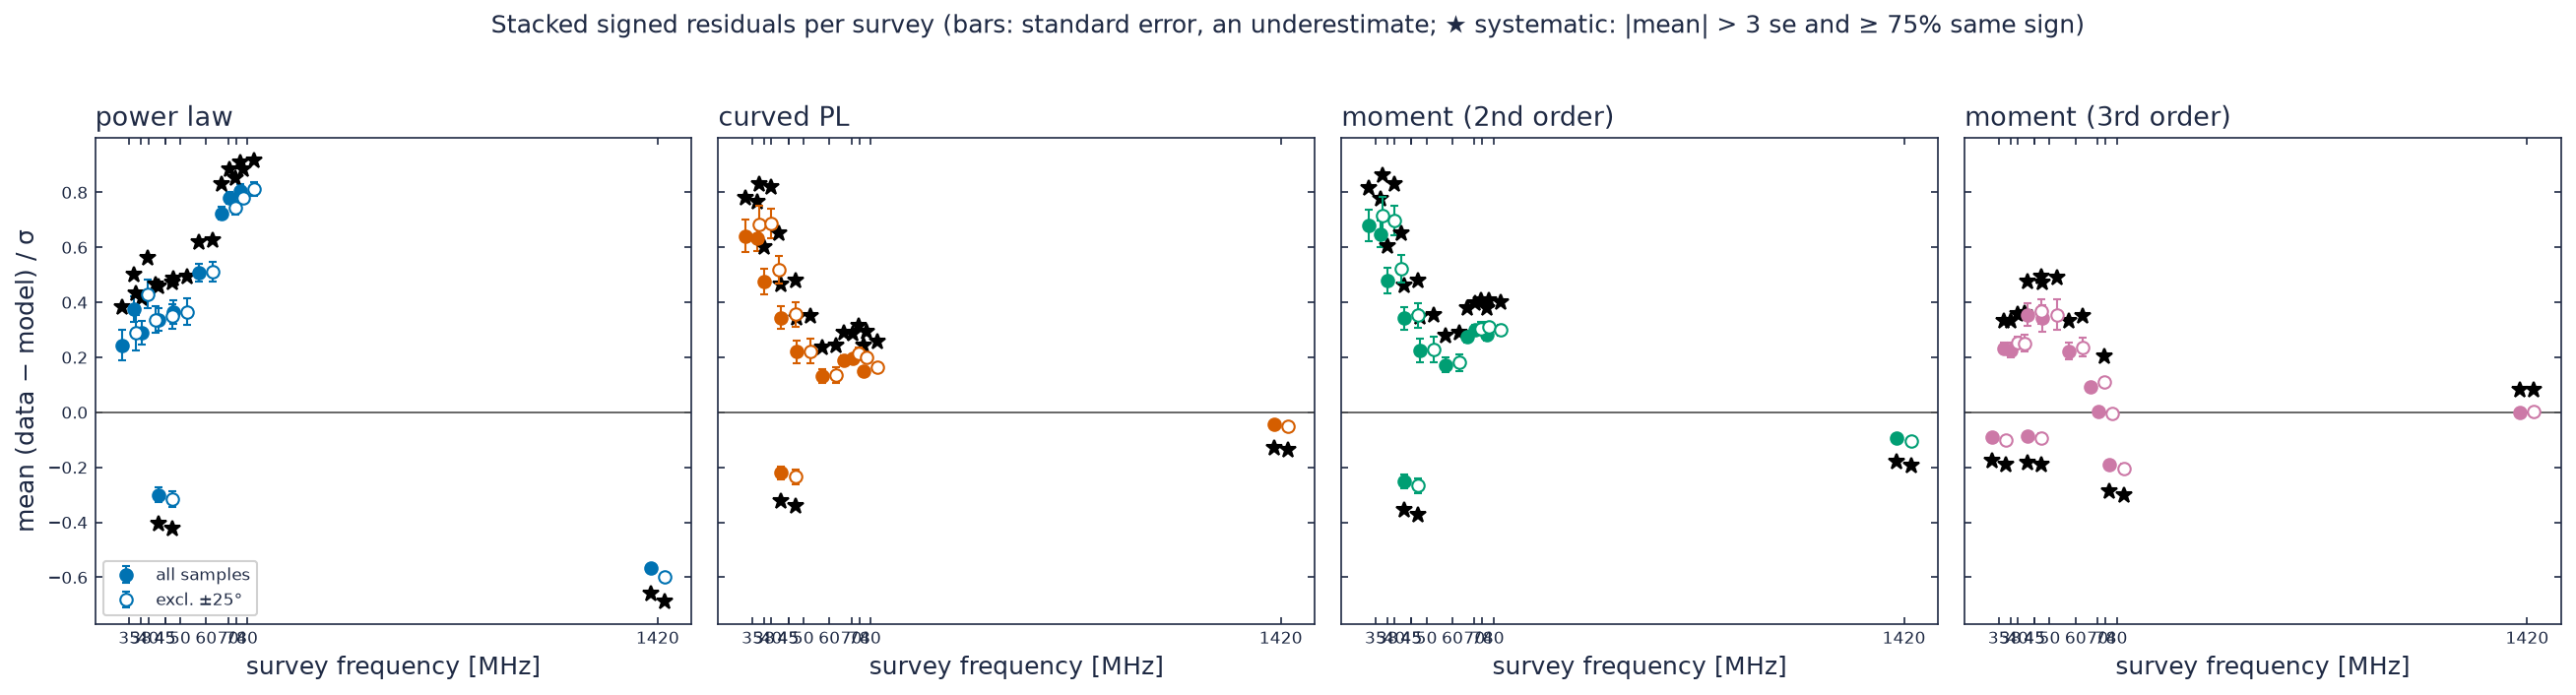 Stacked signed residuals per survey (bars: standard error, an underestimate; ★ systematic: |mean| > 3 se and ≥ 75% same sign)
power law
curved PL
moment (2nd order)
moment (3rd order)
mean (data − model) / σ
0.8
0.6
0.4
0.2
0.0
−0.2
−0.4
−0.6
all samples
excl. ±25°
1420
1420
1420
1420
survey frequency [MHz]
survey frequency [MHz]
survey frequency [MHz]
survey frequency [MHz]